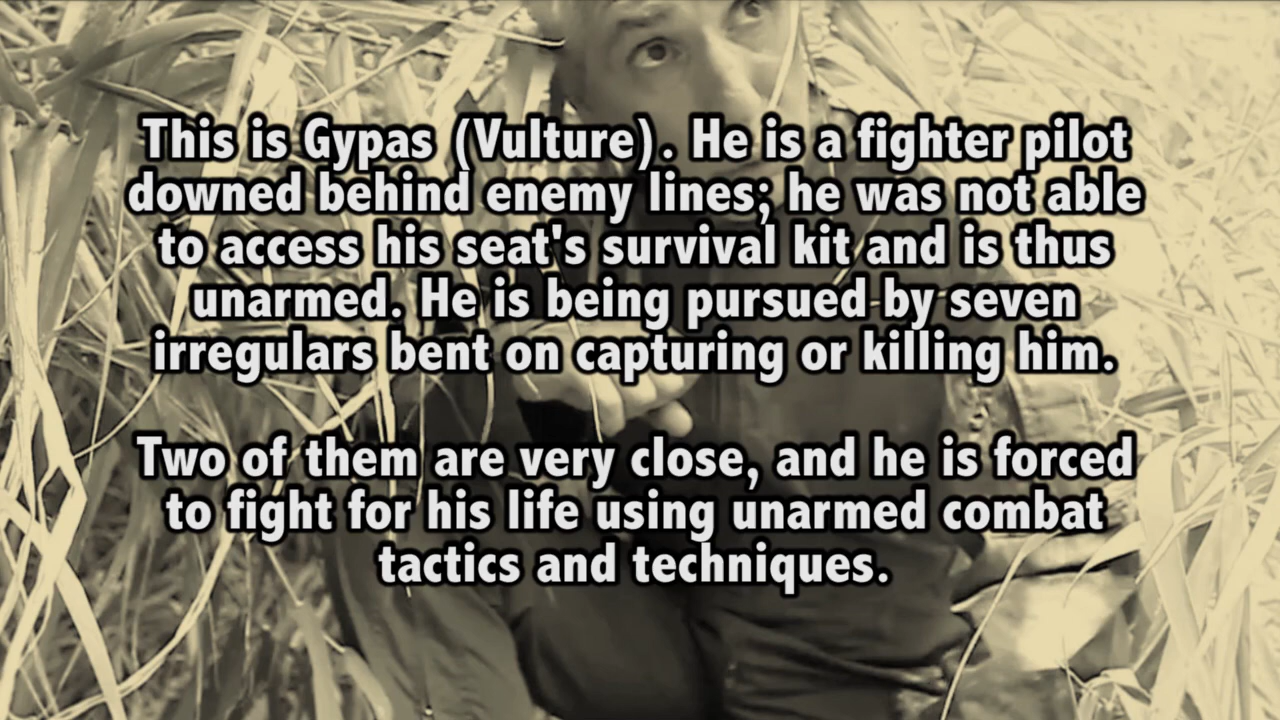 This is Gypas (Vulture). He is a fighter pilot
downed behind enemy lines; he was not able
to access his seat's survival kit and is thus
unarmed. He is being pursued by seven
irregulars bent on capturing or killing him.
Two of them are very close, and he is forced
to fight for his life using unarmed combat
tactics and techniques.